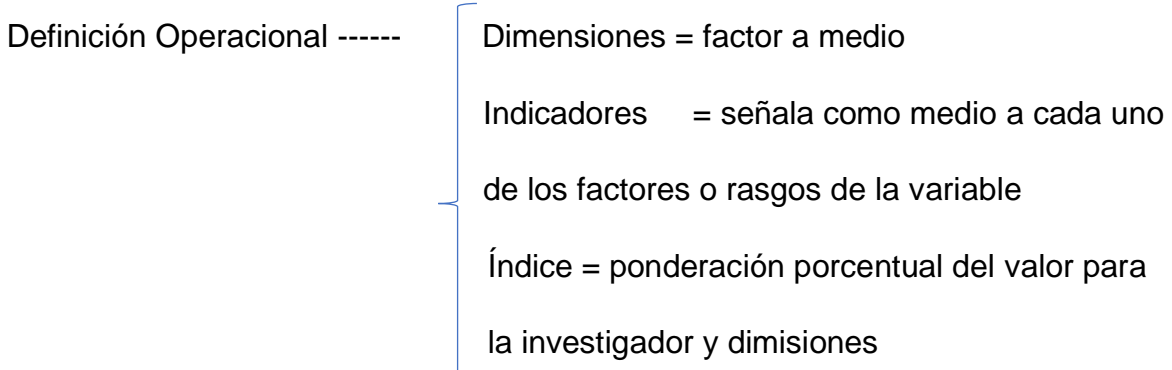 Definición Operacional ------ Dimensiones = factor a medio
Indicadores = señala como medio a cada uno
de los factores o rasgos de la variable
Índice = ponderación porcentual del valor para
la investigador y dimisiones